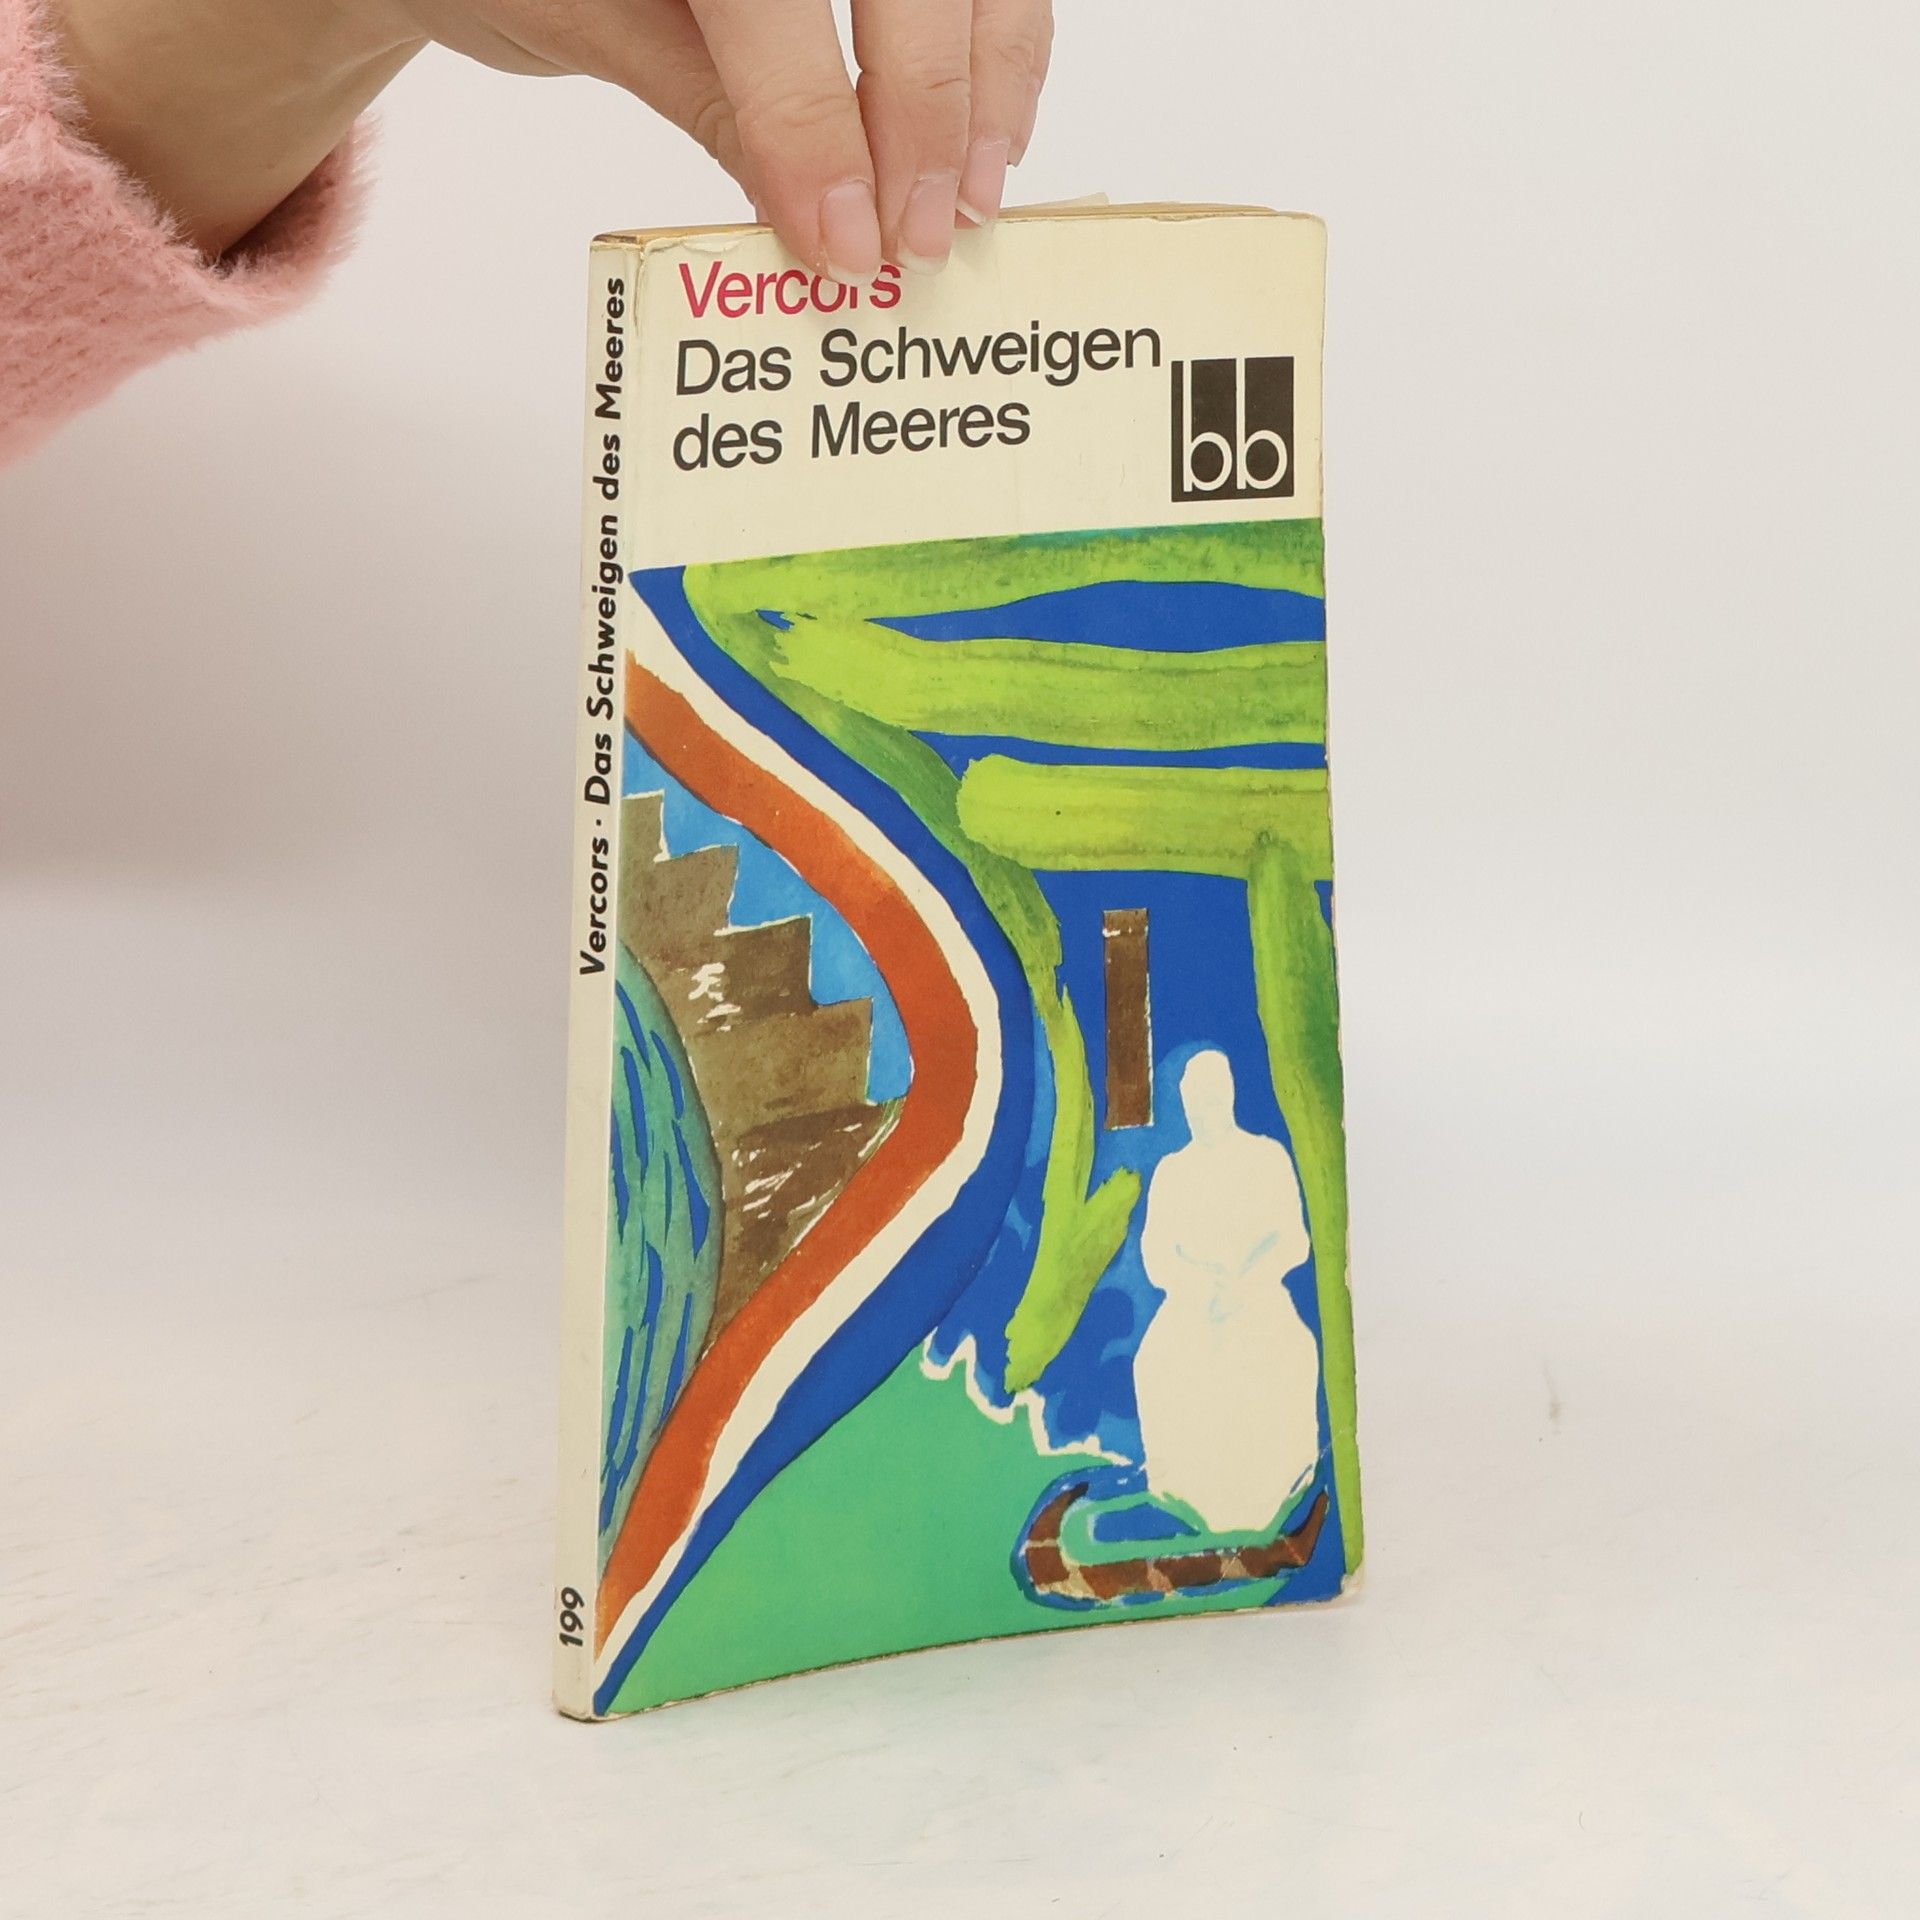 Vercors
Das Schweigen
des Meeres
bb
Vercors · Das Schweigen des Meeres
199